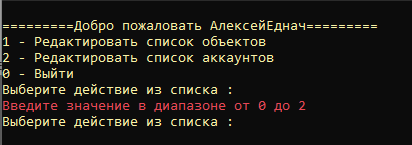 =========Добро пожаловать АлексейЕднач=========
1 - Редактировать список объектов
2 - Редактировать список аккаунтов
0 - Выйти
Выберите действие из списка :
Введите значение в диапазоне от 0 до 2
Выберите действие из списка :